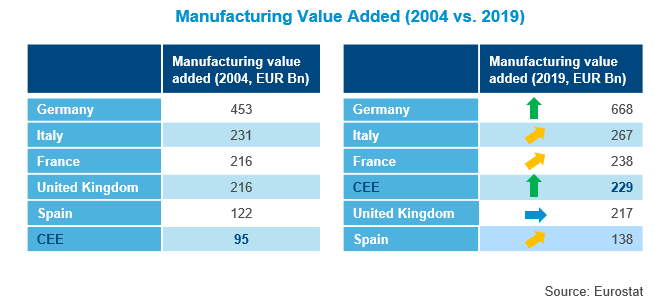 Manufacturing Value Added (2004 vs. 2019)
Manufacturing value
added (2004, EUR Bn)
Germany 453
Italy 231
France 216
United Kingdom 216
Spain 122
CEE 95
Manufacturing value
added (2019, EUR Bn)
Germany 668
Italy 267
France 238
CEE 229
United Kingdom 217
Spain 138
Source: Eurostat